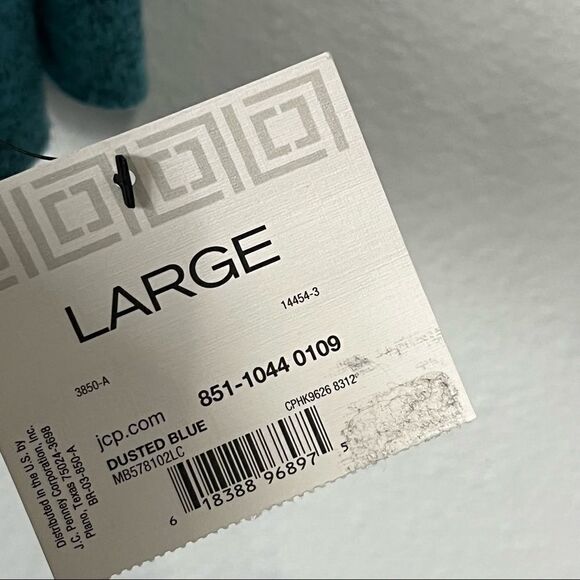 LARGE
14454-3
3850-A
851-1044 0109
CPHK9626 8312
jcp.com
DUSTED BLUE
MB578102LC
6 18388 96897 5
Distributed in the U.S. by
J.C. Penney Corporation, Inc.
Plano, Texas 75024-3698
BR-03-850-A